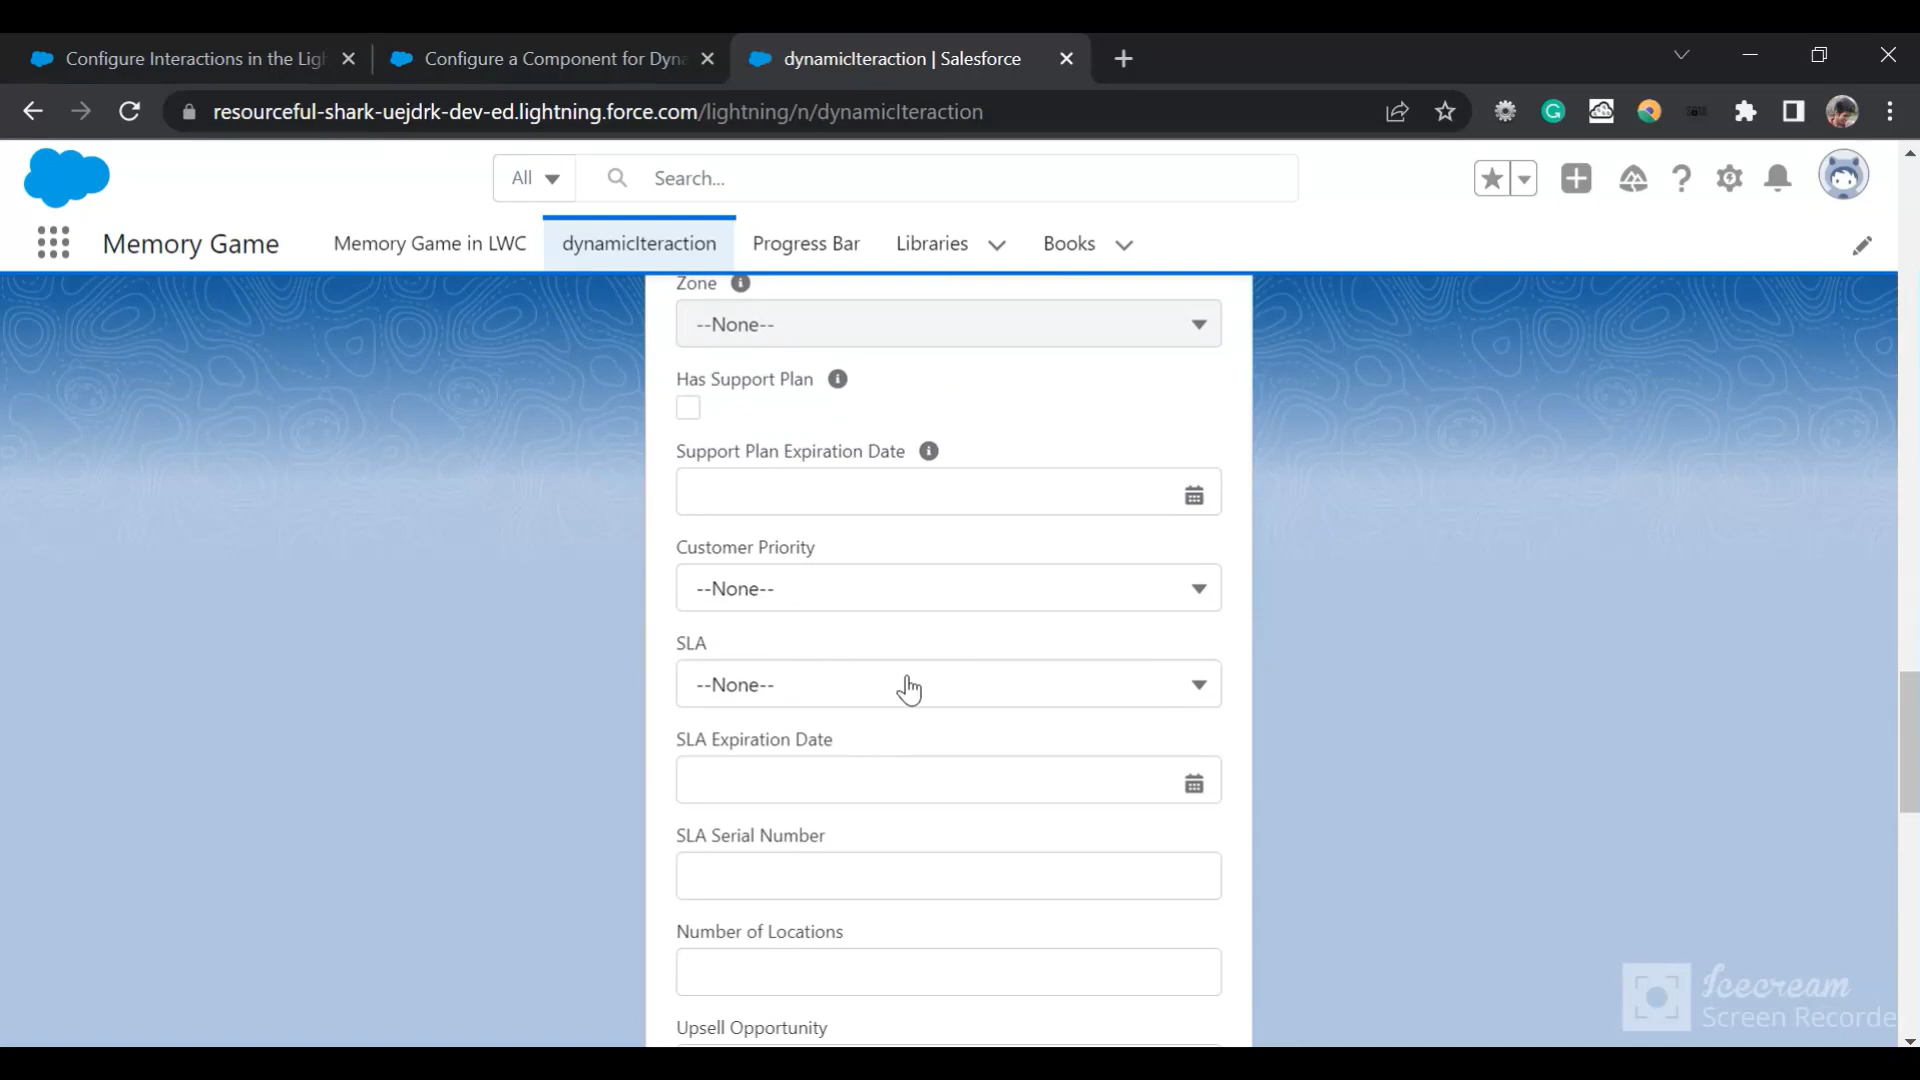 Configure Interactions in the Ligh
Configure a Component for Dyna
dynamicIteraction | Salesforce
resourceful-shark-uejdrk-dev-ed.lightning.force.com/lightning/n/dynamicIteraction
All
Search...
Memory Game
Memory Game in LWC
dynamicIteraction
Progress Bar
Libraries
Books
Zone
--None--
Has Support Plan
Support Plan Expiration Date
Customer Priority
--None--
SLA
--None--
SLA Expiration Date
SLA Serial Number
Number of Locations
Upsell Opportunity
Icecream
Screen Recorde